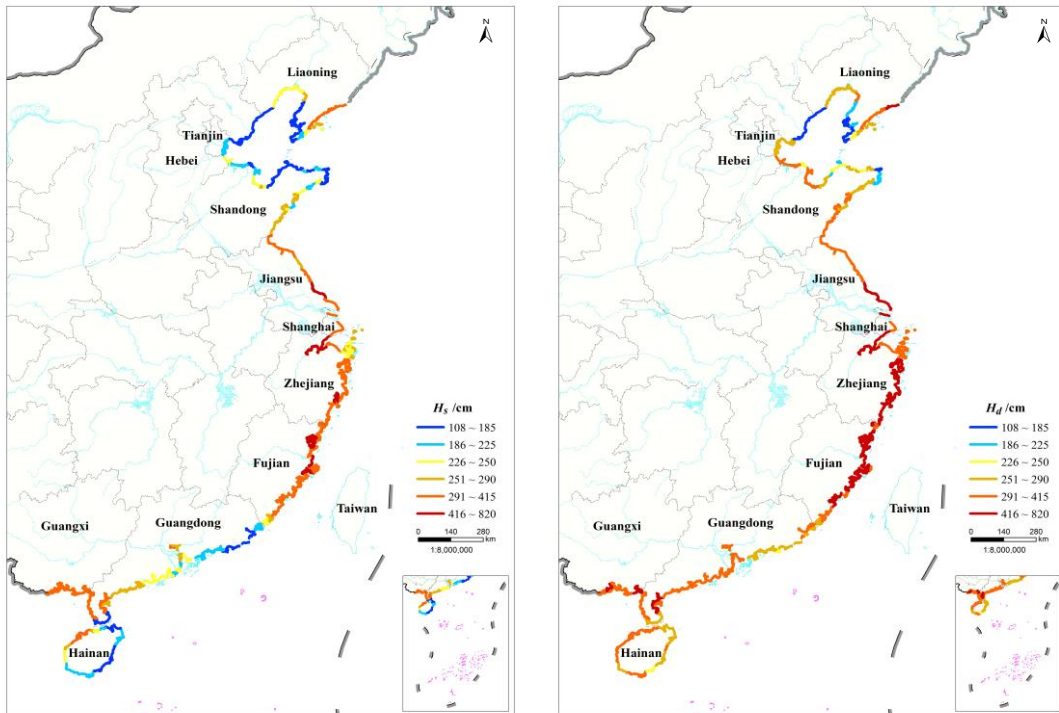 N
Liaoning
Tianjin
Hebei
Shandong
Jiangsu
Shanghai
Zhejiang
Hs /cm
108 ~ 185
186 ~ 225
226 ~ 250
251 ~ 290
291 ~ 415
416 ~ 820
Fujian
Taiwan
Guangxi
Guangdong
0 140 280
km
1:8,000,000
Hainan
N
Liaoning
Tianjin
Hebei
Shandong
Jiangsu
Shanghai
Zhejiang
Hd /cm
108 ~ 185
186 ~ 225
226 ~ 250
251 ~ 290
291 ~ 415
416 ~ 820
Fujian
Taiwan
Guangxi
Guangdong
0 140 280
km
1:8,000,000
Hainan